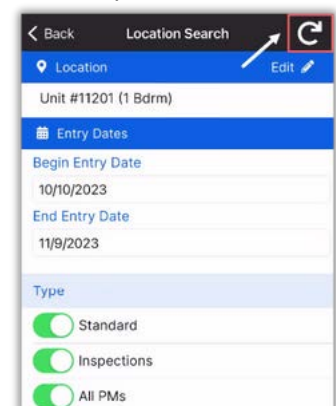 Back Location Search
Location Edit
Unit #11201 (1 Bdrm)
Entry Dates
Begin Entry Date
10/10/2023
End Entry Date
11/9/2023
Type
Standard
Inspections
All PMs